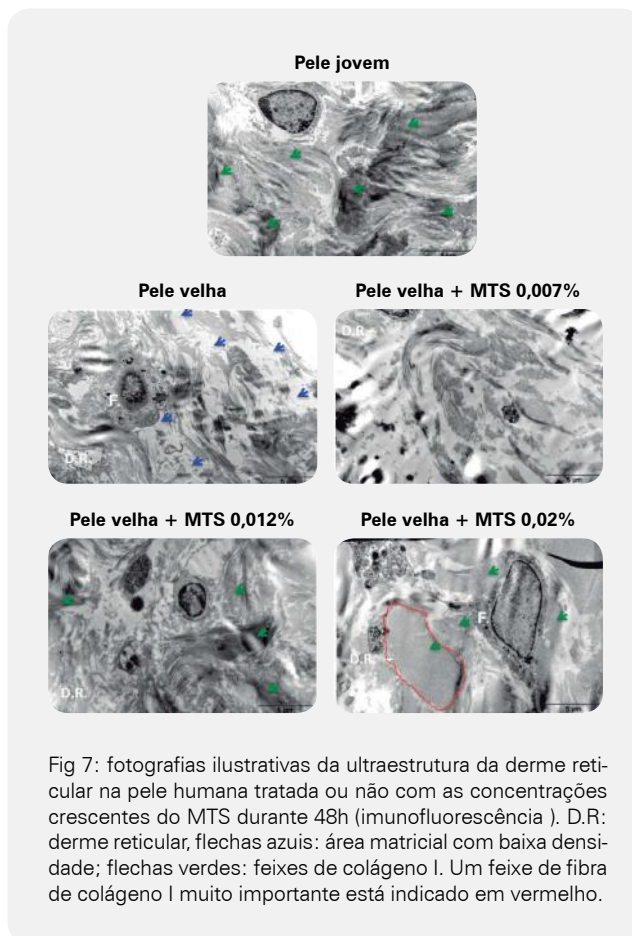 Pele jovem
Pele velha
Pele velha + MTS 0,007%
F
D.R.
D.R.
Pele velha + MTS 0,012%
Pele velha + MTS 0,02%
D.R.
F.
D.R.
5 µm
Fig 7: fotografias ilustrativas da ultraestrutura da derme reti-
cular na pele humana tratada ou não com as concentrações
crescentes do MTS durante 48h (imunofluorescência ). D.R:
derme reticular, flechas azuis: área matricial com baixa densi-
dade; flechas verdes: feixes de colágeno I. Um feixe de fibra
de colágeno I muito importante está indicado em vermelho.